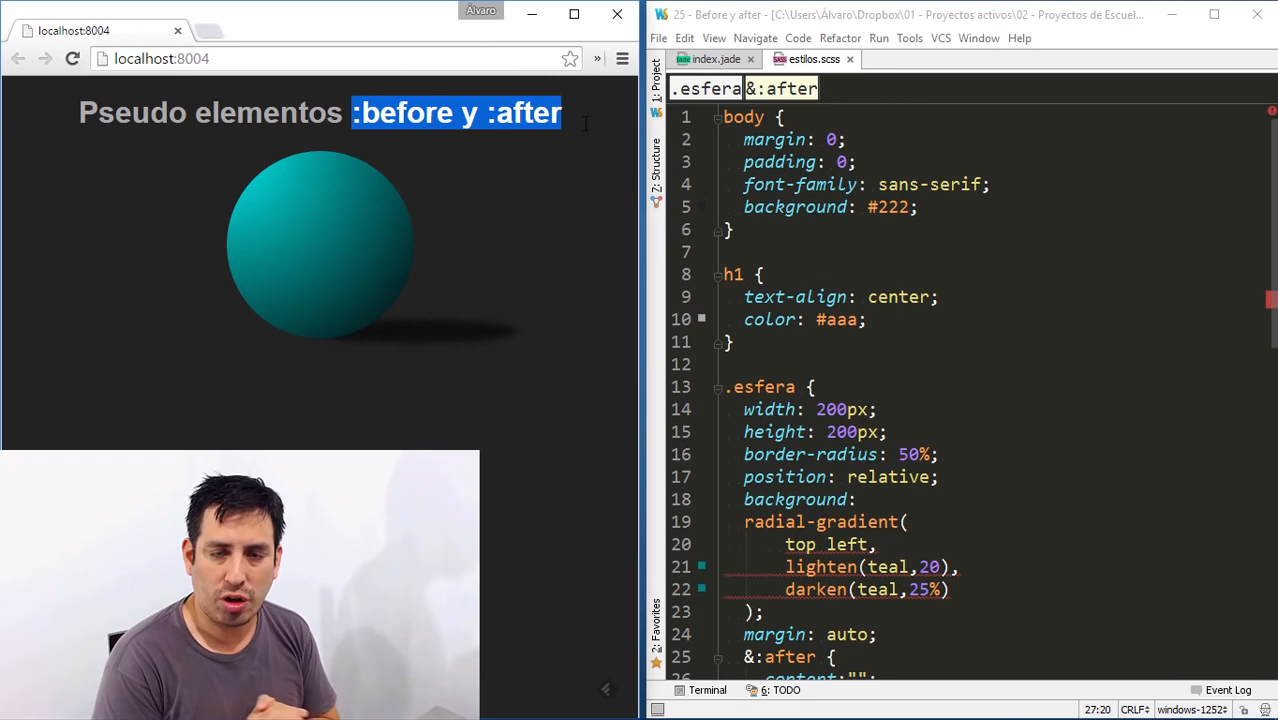 Álvaro
localhost:8004
localhost:8004
»
Pseudo elementos :before y :after
25 - Before y after - [C:\Users\Álvaro\Dropbox\01 - Proyectos activos\02 - Proyectos de Escuel...
File Edit View Navigate Code Refactor Run Tools VCS Window Help
1: Project
Z: Structure
2: Favorites
index.jade
estilos.scss
.esfera &:after
1 body {
2 margin: 0;
3 padding: 0;
4 font-family: sans-serif;
5 background: #222;
6 }
7
8 h1 {
9 text-align: center;
10 color: #aaa;
11 }
12
13 .esfera {
14 width: 200px;
15 height: 200px;
16 border-radius: 50%;
17 position: relative;
18 background:
19 radial-gradient(
20 top left,
21 lighten(teal,20),
22 darken(teal,25%)
23 );
24 margin: auto;
25 &:after {
26 content:"";
Terminal 6: TODO Event Log
27:20 CRLF windows-1252